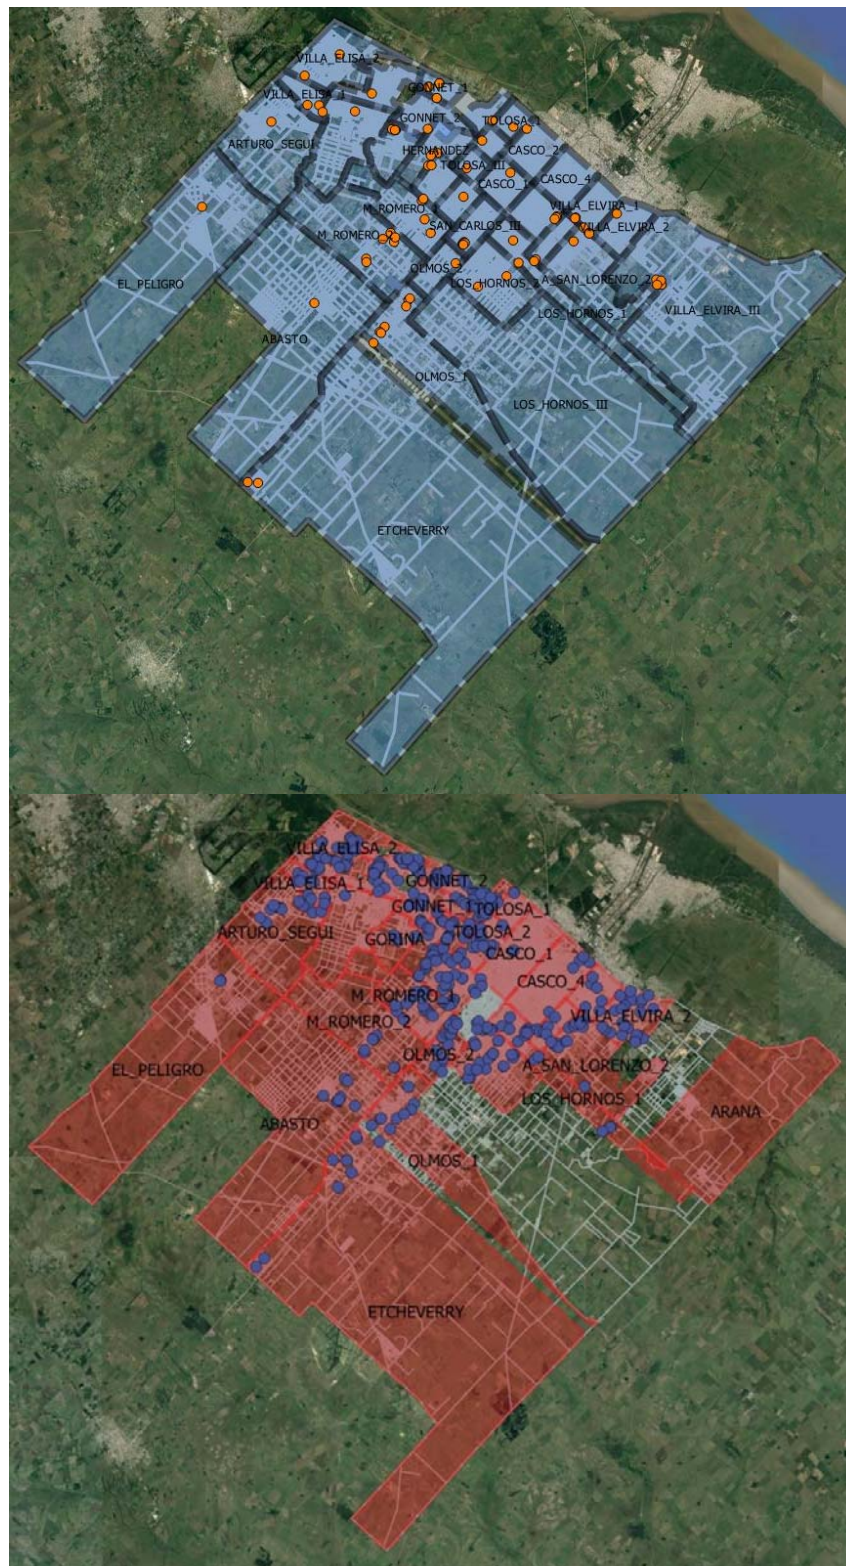 VILLA_ELISA_2
GONNET_1
VILLA_ELISA_1
GONNET_2
TOLOSA_1
ARTURO_SEGUI
HERNANDEZ
CASCO_2
TOLOSA_III
CASCO_4
CASCO_1
M_ROMERO_1
VILLA_ELVIRA_1
SAN_CARLOS_III
VILLA_ELVIRA_2
M_ROMERO
OLMOS_2
EL_PELIGRO
LOS_HORNOS_2
A_SAN_LORENZO_2
LOS_HORNOS_1
VILLA_ELVIRA_III
ABASTO
OLMOS_1
LOS_HORNOS_III
ETCHEVERRY
VILLA_ELISA_2
VILLA_ELISA_1
GONNET_2
GONNET_1
TOLOSA_1
ARTURO_SEGUI
GORINA
TOLOSA_2
CASCO_1
CASCO_4
M_ROMERO_1
M_ROMERO_2
VILLA_ELVIRA_2
OLMOS_2
EL_PELIGRO
A_SAN_LORENZO_2
LOS_HORNOS_1
ARANA
ABASTO
OLMOS_1
ETCHEVERRY